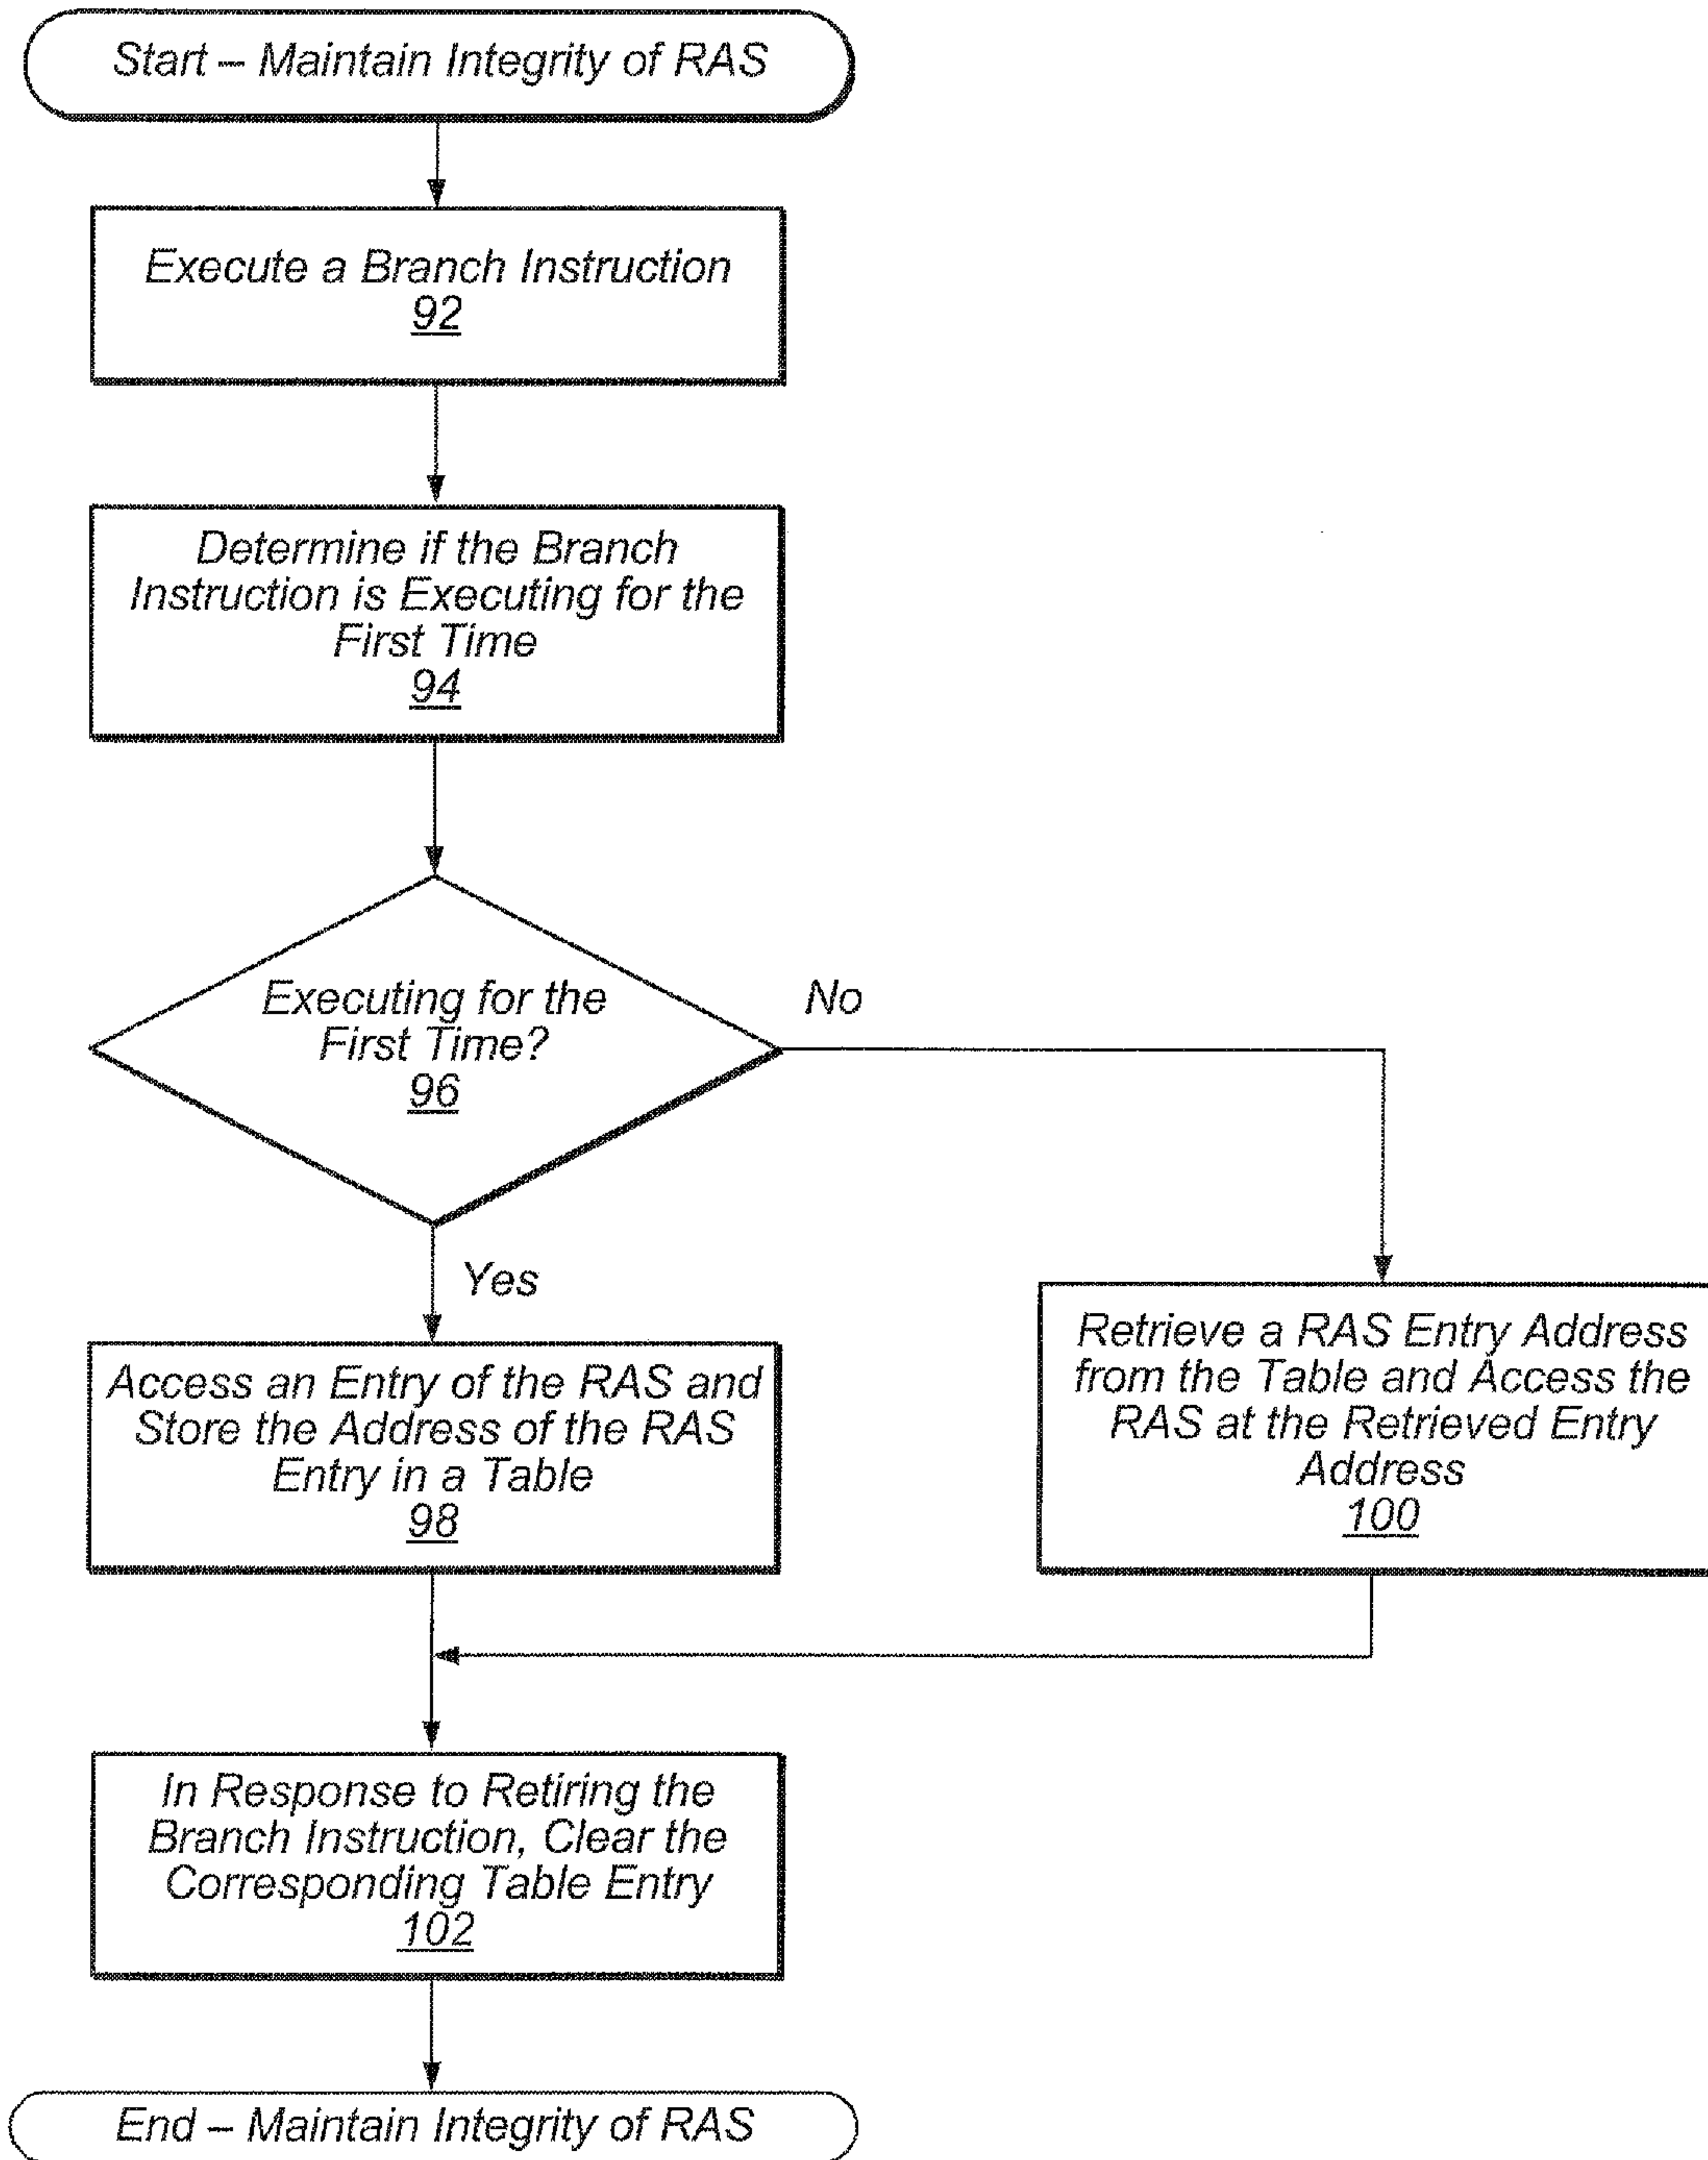 Start – Maintain Integrity of RAS
Execute a Branch Instruction
92
Determine if the Branch
Instruction is Executing for the
First Time
94
Executing for the
First Time?
96
No
Yes
Access an Entry of the RAS and
Store the Address of the RAS
Entry in a Table
98
Retrieve a RAS Entry Address
from the Table and Access the
RAS at the Retrieved Entry
Address
100
In Response to Retiring the
Branch Instruction, Clear the
Corresponding Table Entry
102
End – Maintain Integrity of RAS